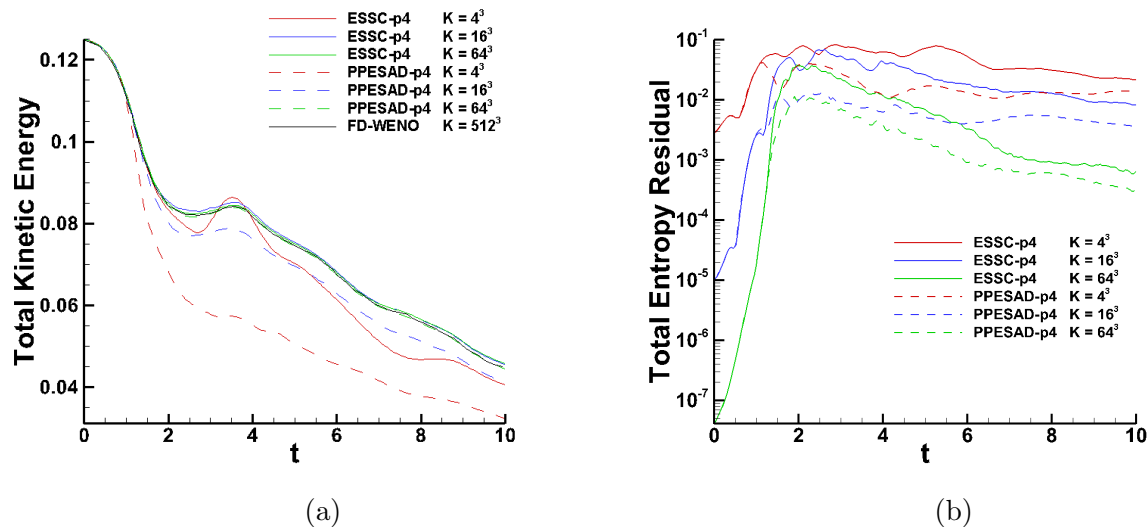 ESSC-p4 K = 4³
ESSC-p4 K = 16³
ESSC-p4 K = 64³
PPESAD-p4 K = 4³
PPESAD-p4 K = 16³
PPESAD-p4 K = 64³
FD-WENO K = 512³
Total Kinetic Energy
0.12
0.1
0.08
0.06
0.04
0 2 4 6 8 10
t
(a)
Total Entropy Residual
10⁻¹
10⁻²
10⁻³
10⁻⁴
10⁻⁵
10⁻⁶
10⁻⁷
ESSC-p4 K = 4³
ESSC-p4 K = 16³
ESSC-p4 K = 64³
PPESAD-p4 K = 4³
PPESAD-p4 K = 16³
PPESAD-p4 K = 64³
0 2 4 6 8 10
t
(b)